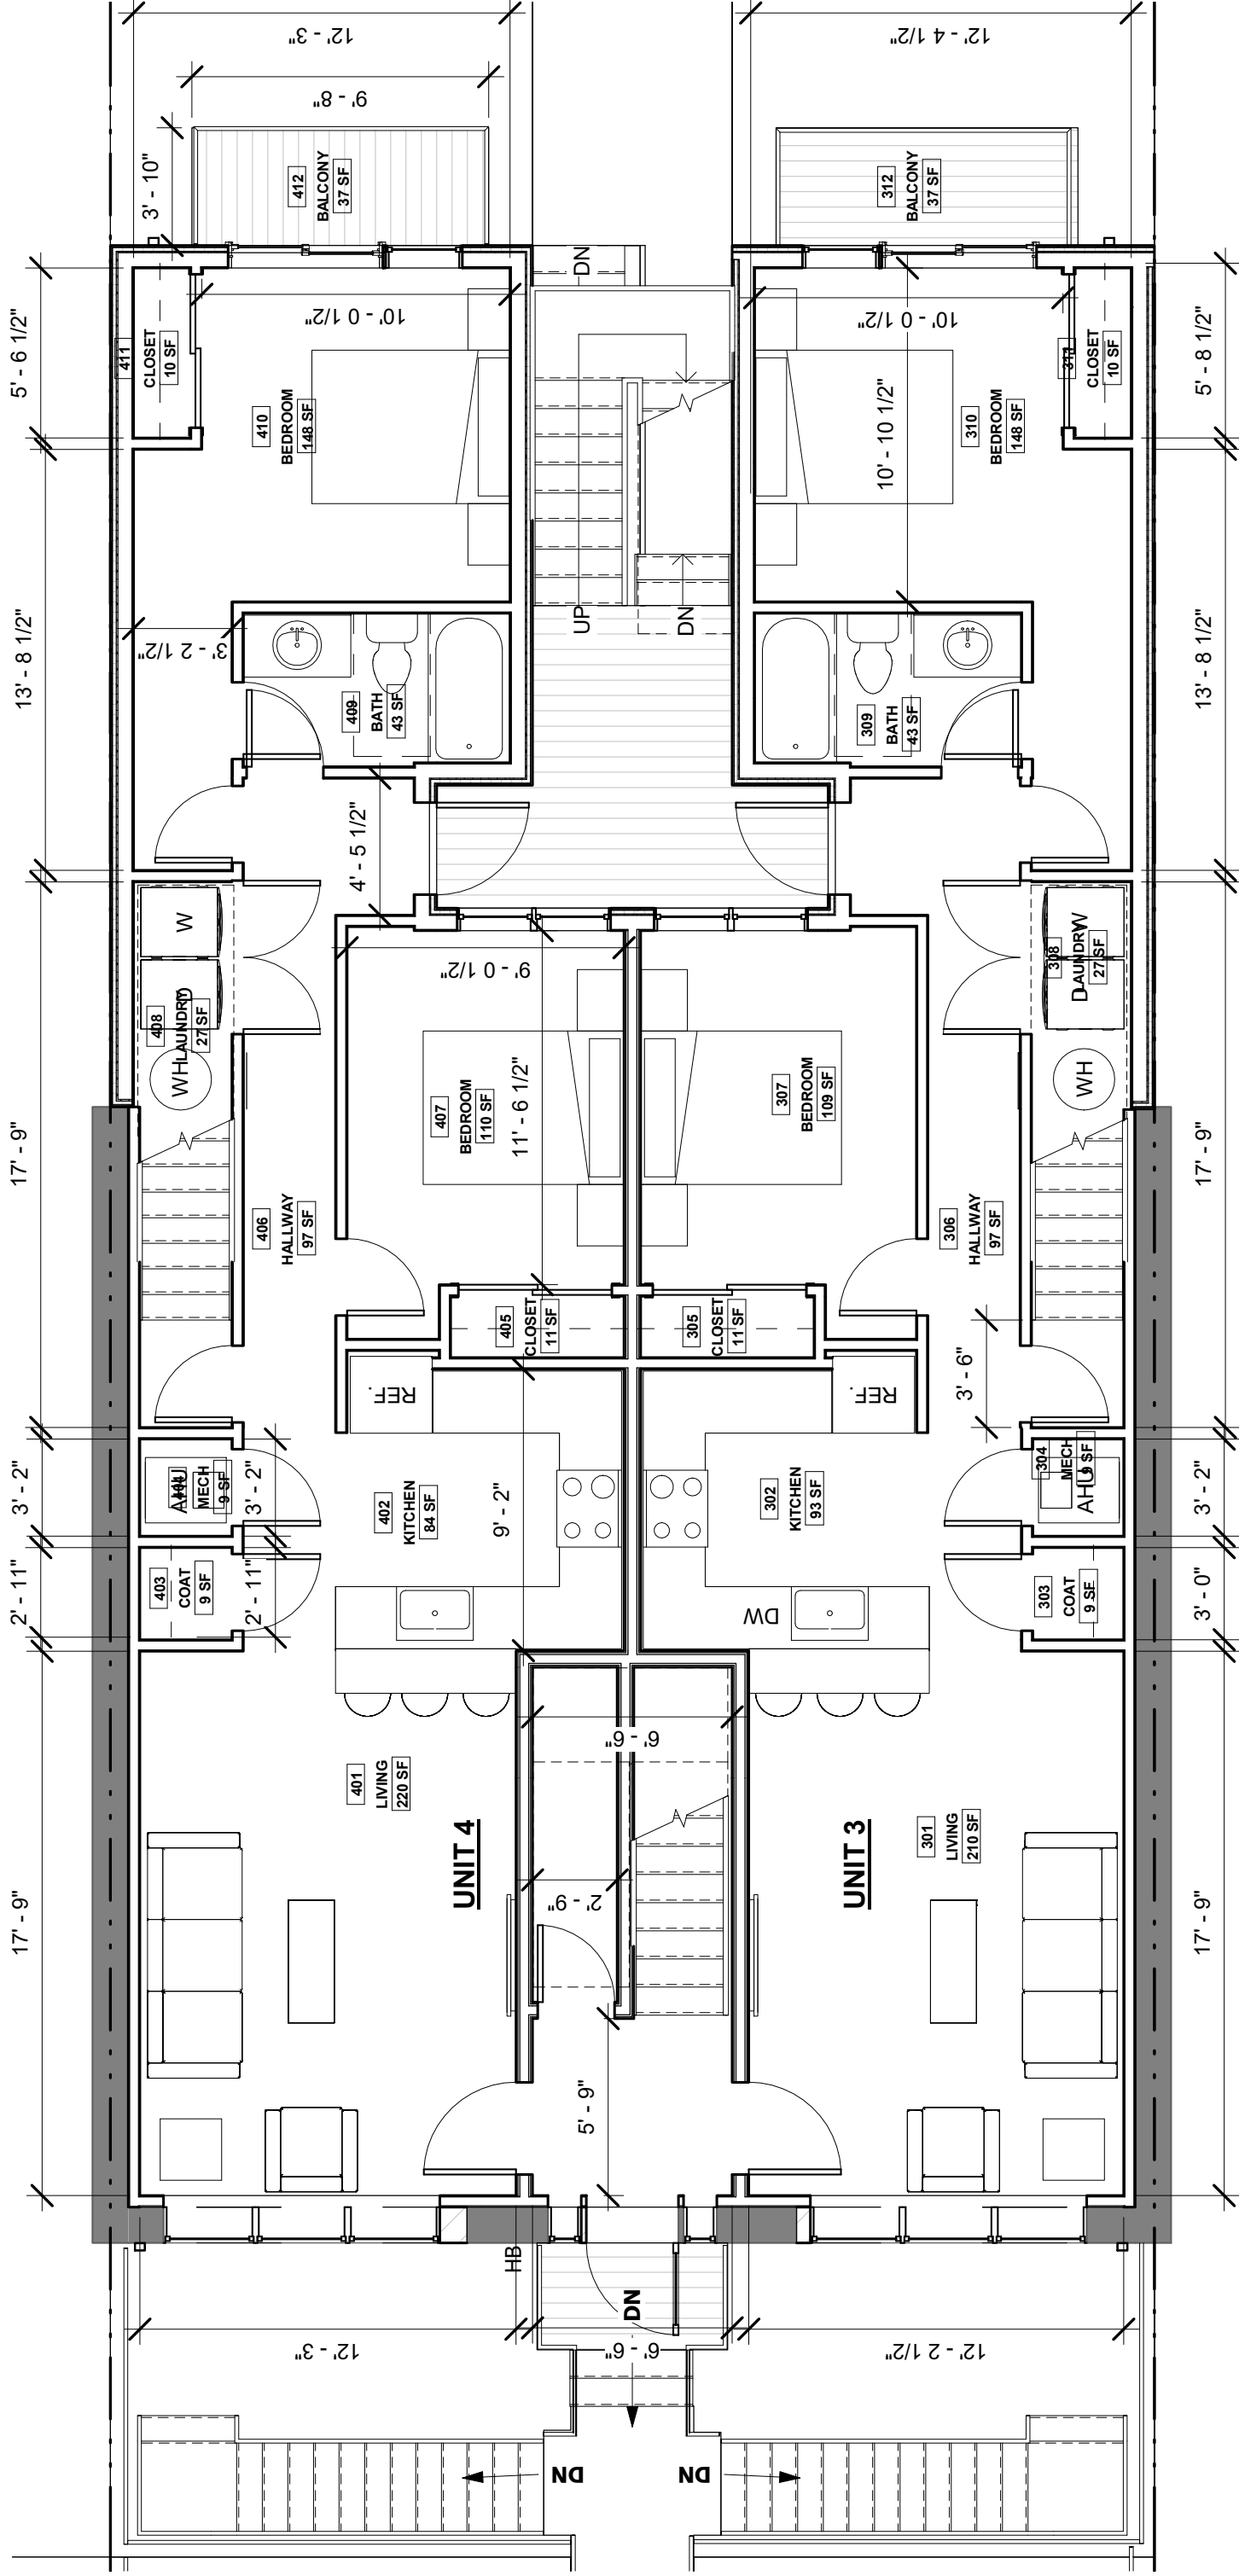 12' - 3"
12' - 4 1/2"
9' - 8"
3' - 10"
412
BALCONY
37 SF
312
BALCONY
37 SF
5' - 6 1/2"
411
CLOSET
10 SF
10' - 0 1/2"
DN
10' - 0 1/2"
CLOSET
10 SF
5' - 8 1/2"
410
BEDROOM
148 SF
10' - 10 1/2"
310
BEDROOM
148 SF
13' - 8 1/2"
3' - 2 1/2"
UP
DN
13' - 8 1/2"
409
BATH
43 SF
309
BATH
43 SF
4' - 5 1/2"
W
408
LAUNDRY
27 SF
WH
9' - 0 1/2"
308
LAUNDRY
27 SF
W
D
WH
407
BEDROOM
110 SF
11' - 6 1/2"
307
BEDROOM
109 SF
17' - 9"
17' - 9"
406
HALLWAY
97 SF
306
HALLWAY
97 SF
405
CLOSET
11 SF
305
CLOSET
11 SF
REF.
REF.
3' - 6"
3' - 2"
AHU
MECH
9 SF
3' - 2"
402
KITCHEN
84 SF
9' - 2"
302
KITCHEN
93 SF
304
MECH
9 SF
AHU
3' - 2"
2' - 11"
403
COAT
9 SF
2' - 11"
DW
303
COAT
9 SF
3' - 0"
6' - 6"
401
LIVING
220 SF
UNIT 4
2' - 9"
UNIT 3
301
LIVING
210 SF
17' - 9"
17' - 9"
5' - 9"
HB
DN
12' - 3"
6' - 6"
12' - 2 1/2"
DN
DN